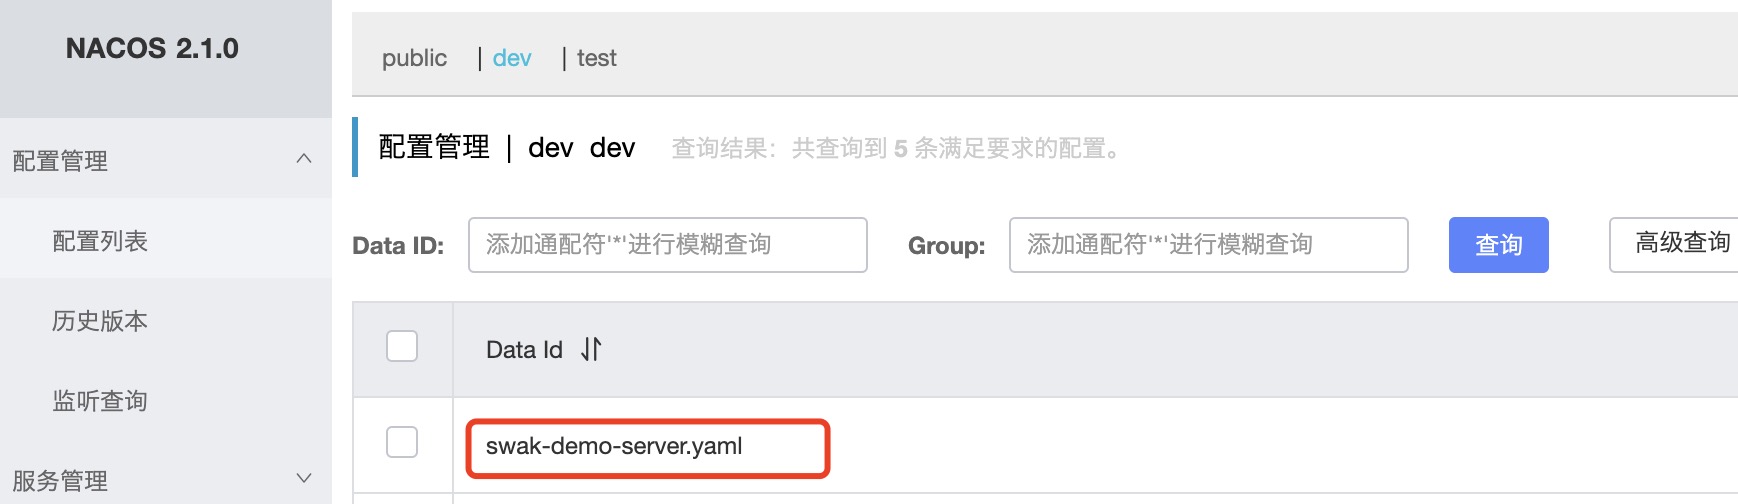 NACOS 2.1.0
public | dev | test
配置管理
配置列表
历史版本
监听查询
服务管理
配置管理 | dev dev 查询结果：共查询到 5 条满足要求的配置。
Data ID: 添加通配符'*'进行模糊查询 Group: 添加通配符'*'进行模糊查询 查询 高级查询
Data Id
swak-demo-server.yaml